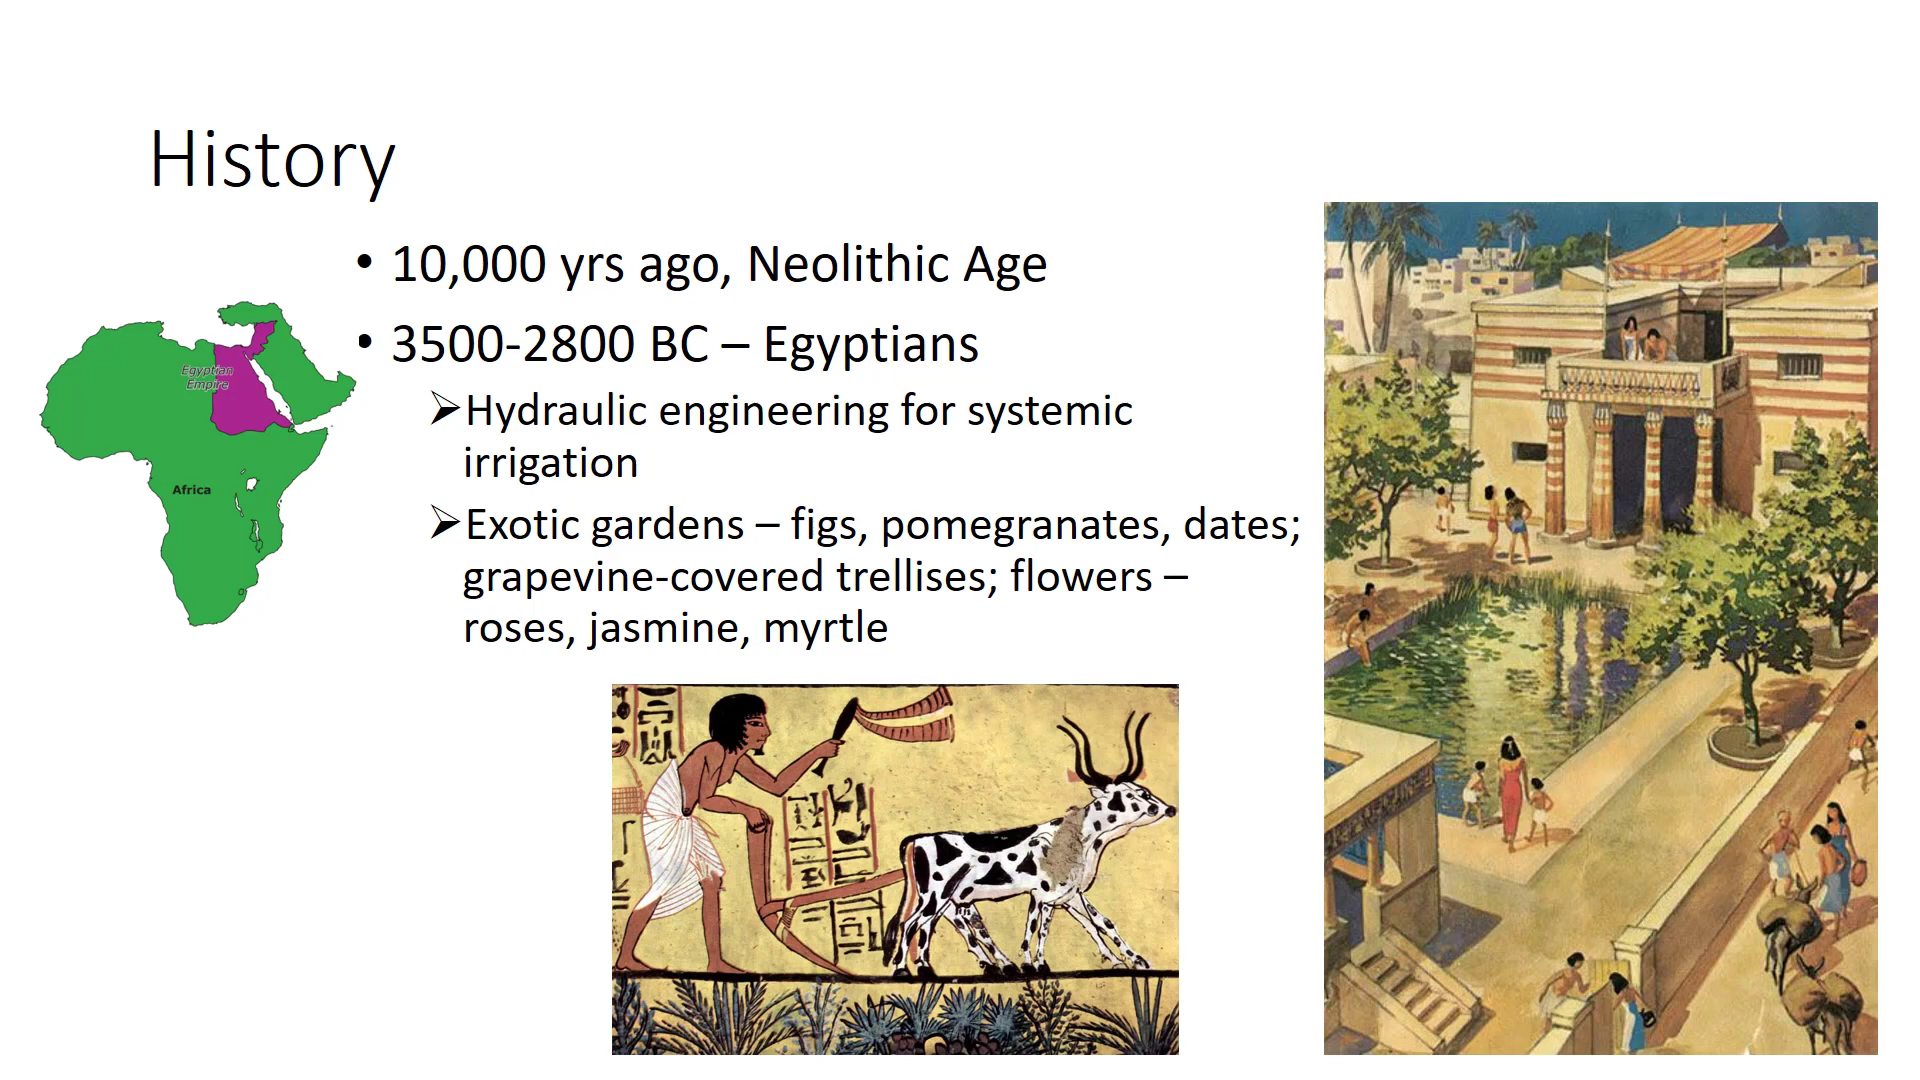 History
• 10,000 yrs ago, Neolithic Age
• 3500-2800 BC – Egyptians
➢Hydraulic engineering for systemic
irrigation
➢Exotic gardens – figs, pomegranates, dates;
grapevine-covered trellises; flowers –
roses, jasmine, myrtle
Egyptian
Empire
Africa